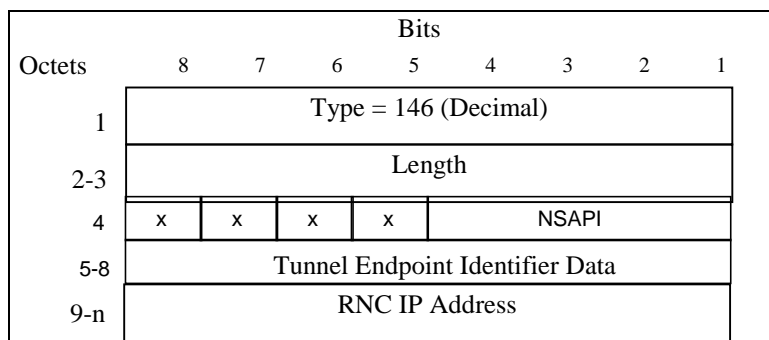 Bits
Octets 8 7 6 5 4 3 2 1
1 Type = 146 (Decimal)
2-3 Length
4 x x x x NSAPI
5-8 Tunnel Endpoint Identifier Data
9-n RNC IP Address